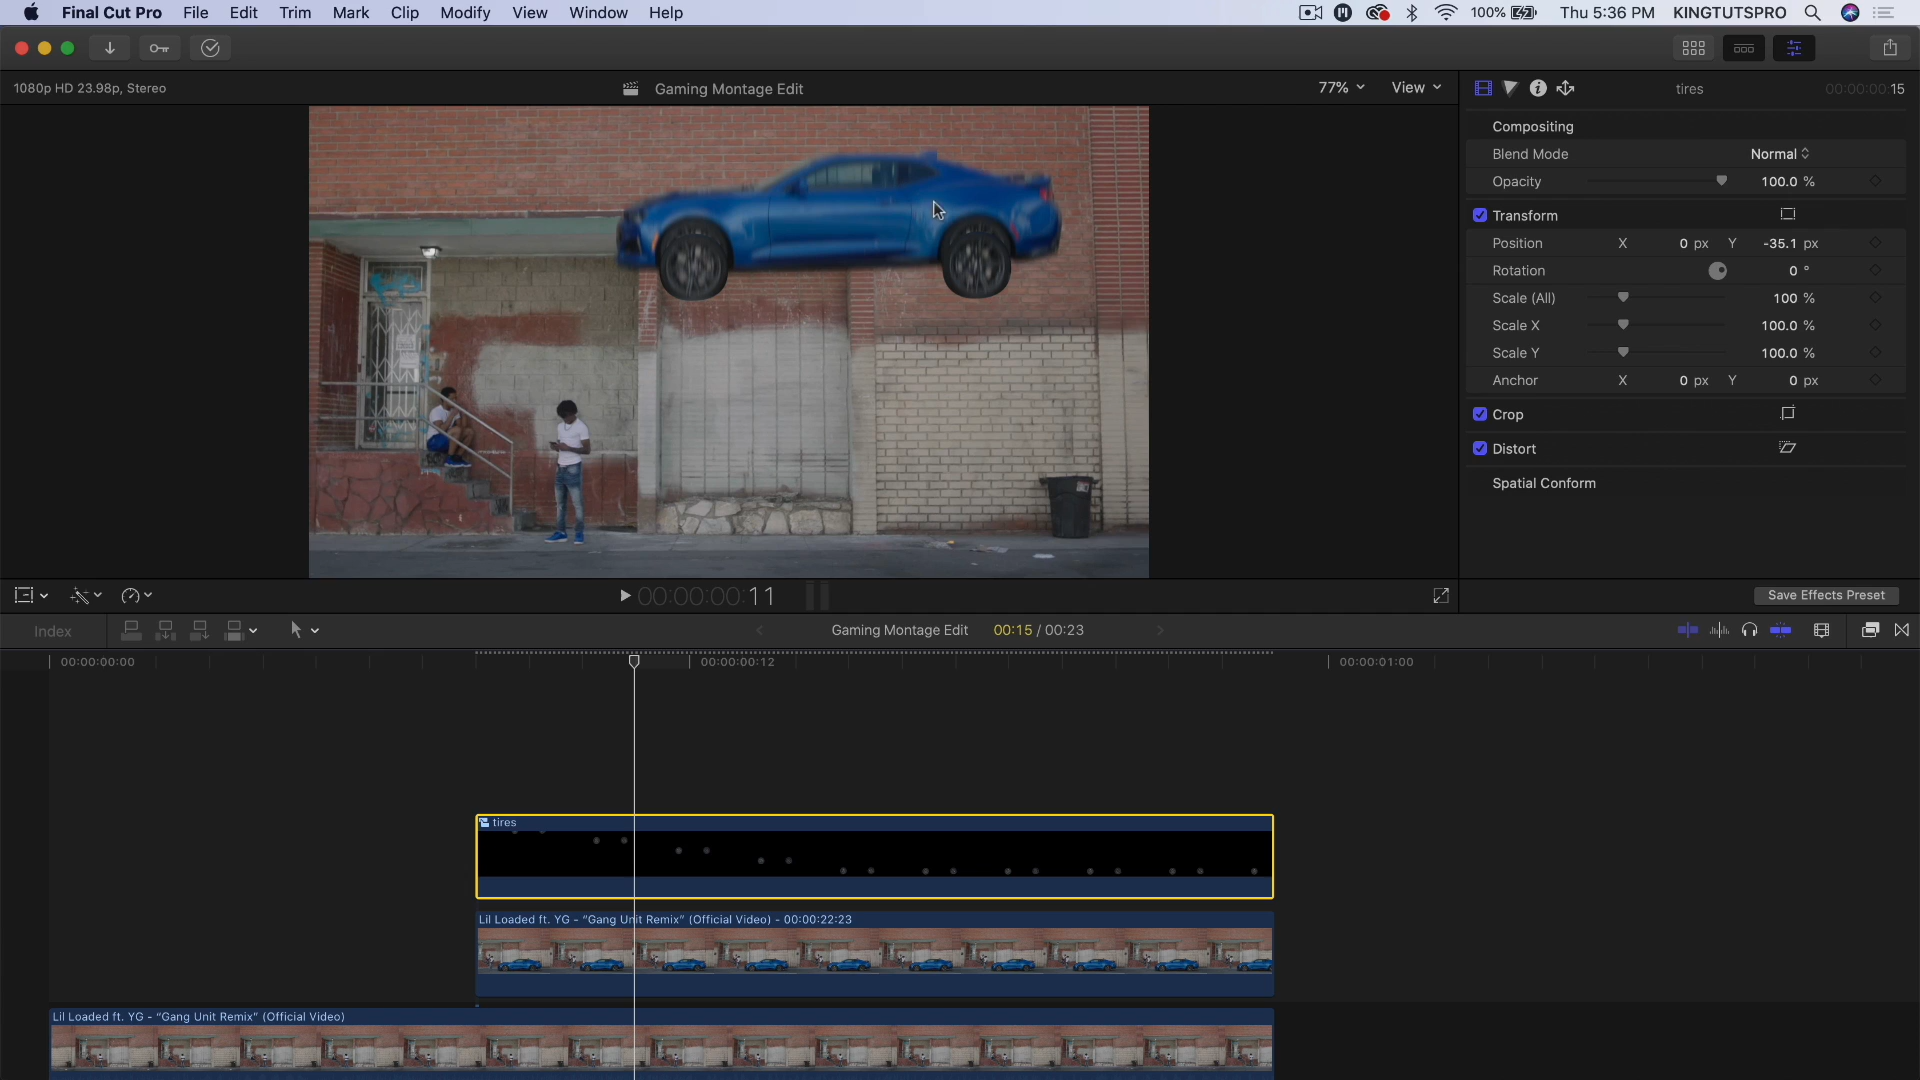 Final Cut Pro File Edit Trim Mark Clip Modify View Window Help 100% Thu 5:36 PM KINGTUTSPRO
1080p HD 23.98p, Stereo
Gaming Montage Edit
77% View
tires
00:00:00:15
Compositing
Blend Mode Normal
Opacity 100.0 %
Transform
Position X 0 px Y -35.1 px
Rotation 0 °
Scale (All) 100 %
Scale X 100.0 %
Scale Y 100.0 %
Anchor X 0 px Y 0 px
Crop
Distort
Spatial Conform
00:00:00:11
Save Effects Preset
Index
Gaming Montage Edit 00:15 / 00:23
00:00:00:00 00:00:00:12 00:00:01:00
tires
Lil Loaded ft. YG - “Gang Unit Remix” (Official Video) - 00:00:22:23
Lil Loaded ft. YG - “Gang Unit Remix” (Official Video)